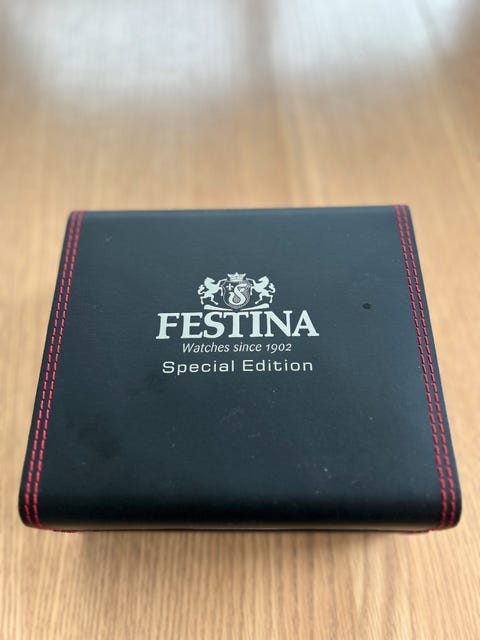 FESTINA
Watches since 1902
Special Edition